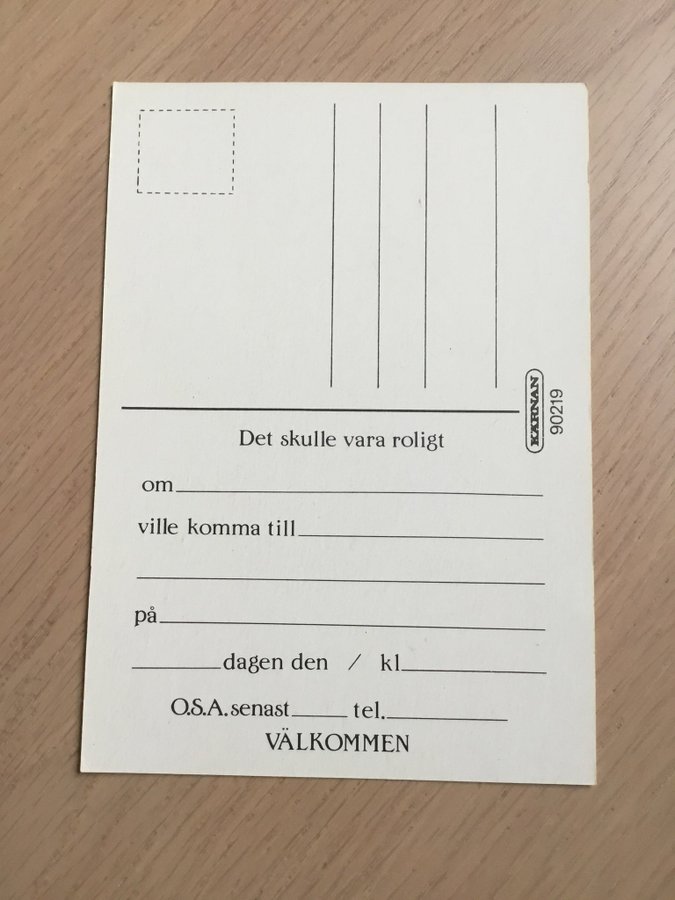 KÄRNAN
90219
Det skulle vara roligt
om
ville komma till
på
dagen den / kl
O.S.A. senast tel.
VÄLKOMMEN